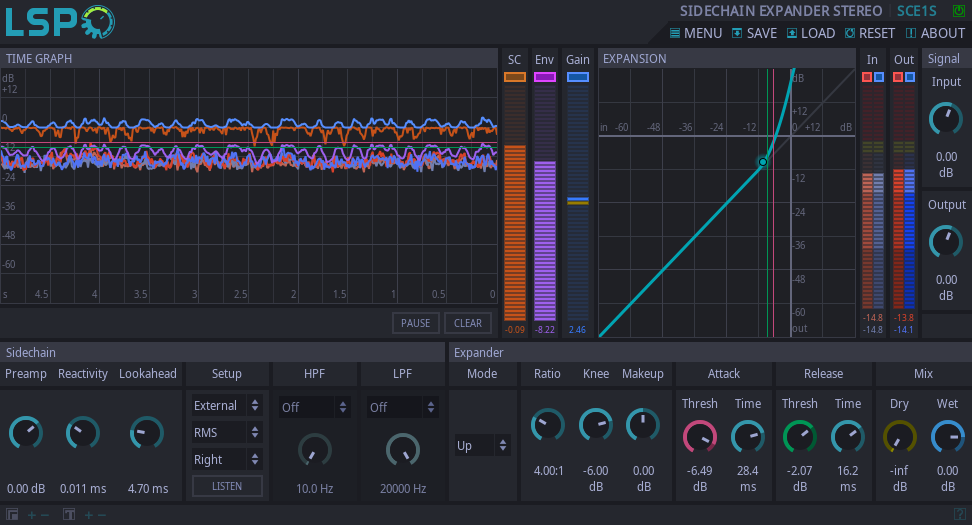 LSP
SIDECHAIN EXPANDER STEREO SCE1S
MENU SAVE LOAD RESET ABOUT
TIME GRAPH
SC Env Gain
EXPANSION
In Out
Signal
dB
+12
0
-12
-24
-36
-48
-60
s 4.5 4 3.5 3 2.5 2 1.5 1 0.5 0
PAUSE CLEAR
-0.09 -8.22 2.46
dB
+12
in -60 -48 -36 -24 -12 0 +12 dB
-12
-24
-36
-48
-60
out
-14.8 -13.8
-14.8 -14.1
Input
0.00
dB
Output
0.00
dB
Sidechain
Preamp Reactivity Lookahead Setup HPF LPF
External
RMS
Right
LISTEN
Off Off
0.00 dB 0.011 ms 4.70 ms 10.0 Hz 20000 Hz
Expander
Mode Ratio Knee Makeup Attack Release Mix
Up
Thresh Time Thresh Time Dry Wet
4.00:1 -6.00 dB 0.00 dB -6.49 dB 28.4 ms -2.07 dB 16.2 ms -inf dB 0.00 dB